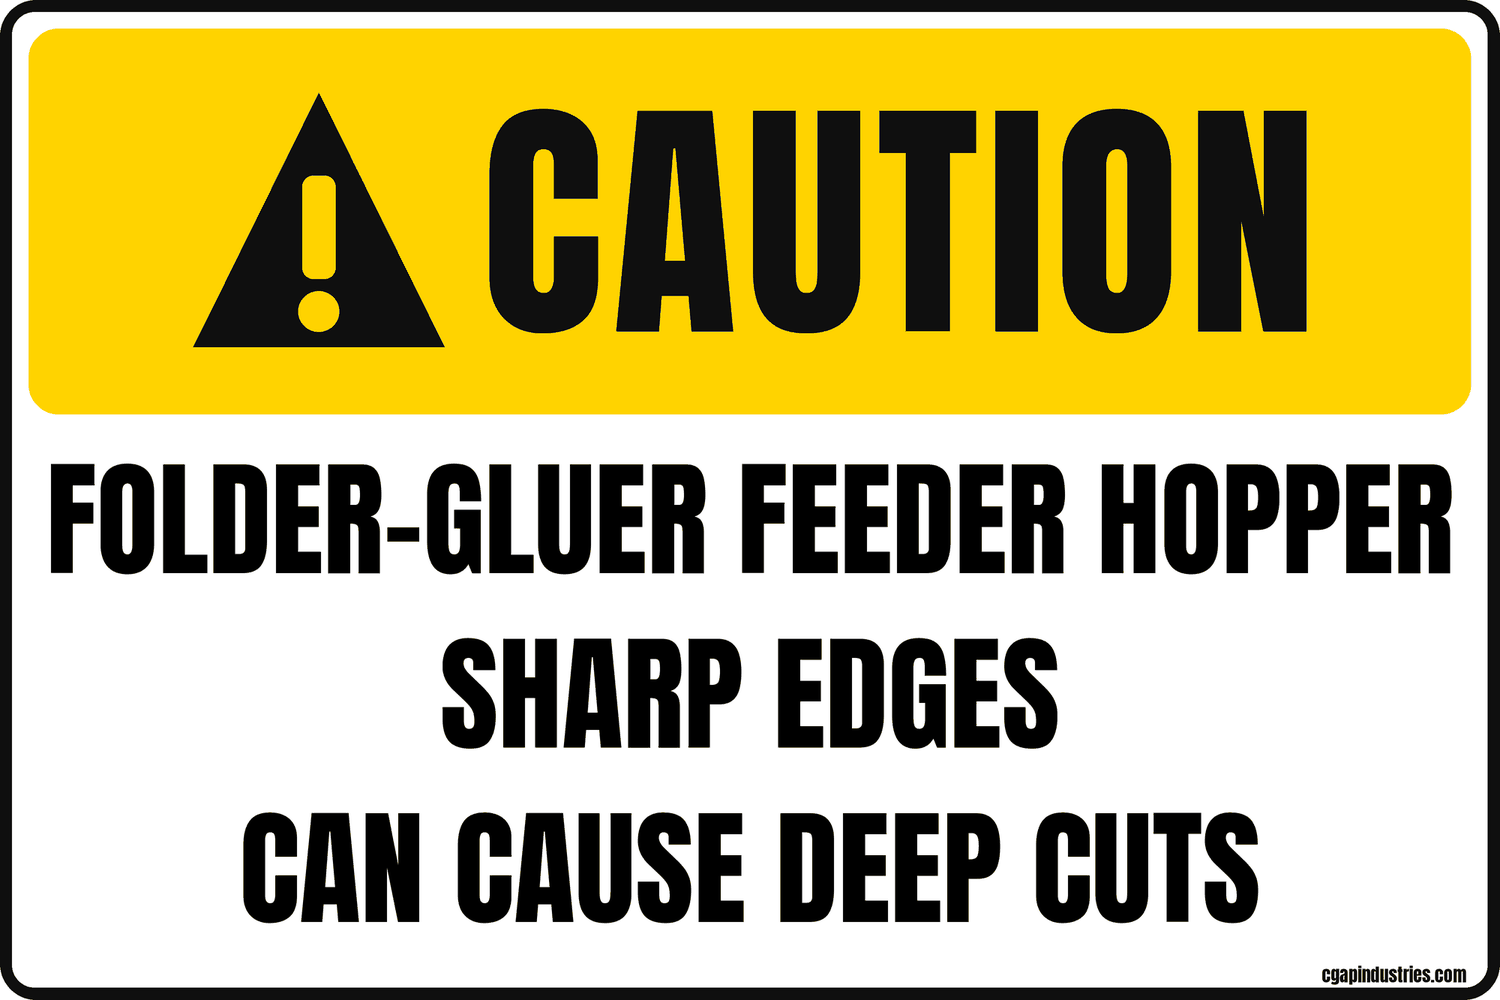 CAUTION
FOLDER-GLUER FEEDER HOPPER
SHARP EDGES
CAN CAUSE DEEP CUTS
cgapindustries.com